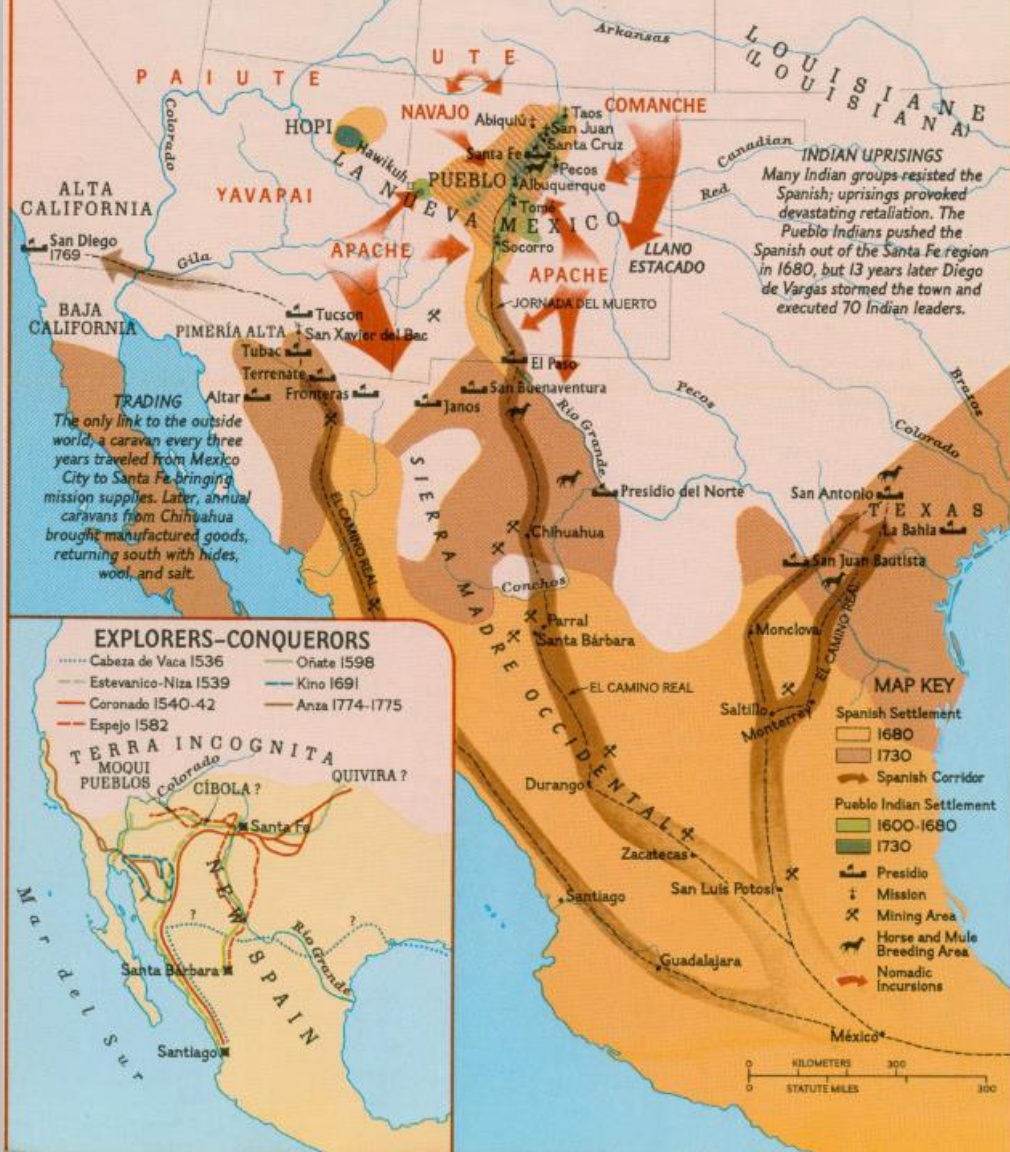 Arkansas
LOUISIANE
(LOUISIANA)
UTE
PAIUTE
NAVAJO
COMANCHE
Abiquiú
Taos
San Juan
Santa Cruz
HOPI
Santa Fe
Pecos
Canadian
Colorado
Hawikuh
PUEBLO
Albuquerque
Red
INDIAN UPRISINGS
Many Indian groups resisted the
Spanish; uprisings provoked
devastating retaliation. The
Pueblo Indians pushed the
Spanish out of the Santa Fe region
in 1680, but 13 years later Diego
de Vargas stormed the town and
executed 70 Indian leaders.
LA NUEVA MEXICO
ALTA
CALIFORNIA
YAVAPAI
Tomé
San Diego
1769
Gila
APACHE
Socorro
APACHE
LLANO
ESTACADO
BAJA
CALIFORNIA
JORNADA DEL MUERTO
Tucson
PIMERÍA ALTA
San Xavier del Bac
Tubac
Terrenate
Altar
Fronteras
Janos
El Paso
San Buenaventura
Rio Grande
Pecos
Brazos
Colorado
TRADING
The only link to the outside
world, a caravan every three
years traveled from Mexico
City to Santa Fe bringing
mission supplies. Later, annual
caravans from Chihuahua
brought manufactured goods,
returning south with hides,
wool, and salt.
SIERRA MADRE OCCIDENTAL
EL CAMINO REAL
Presidio del Norte
San Antonio
TEXAS
La Bahia
Chihuahua
San Juan Bautista
Conchos
Parral
Santa Bárbara
Monclova
EL CAMINO REAL
EL CAMINO REAL
Saltillo
Monterrey
Durango
Zacatecas
San Luis Potosi
Santiago
Guadalajara
México
MAP KEY
Spanish Settlement
1680
1730
Spanish Corridor
Pueblo Indian Settlement
1600-1680
1730
Presidio
Mission
Mining Area
Horse and Mule
Breeding Area
Nomadic
Incursions
KILOMETERS 300
0
STATUTE MILES
0 300
EXPLORERS–CONQUERORS
Cabeza de Vaca 1536
Oñate 1598
Estevanico-Niza 1539
Kino 1691
Coronado 1540-42
Anza 1774-1775
Espejo 1582
TERRA INCOGNITA
MOQUI
PUEBLOS
Colorado
CÍBOLA ?
QUIVIRA ?
Santa Fe
NEW SPAIN
?
?
Rio Grande
Santa Bárbara
Santiago
Mar del Sur